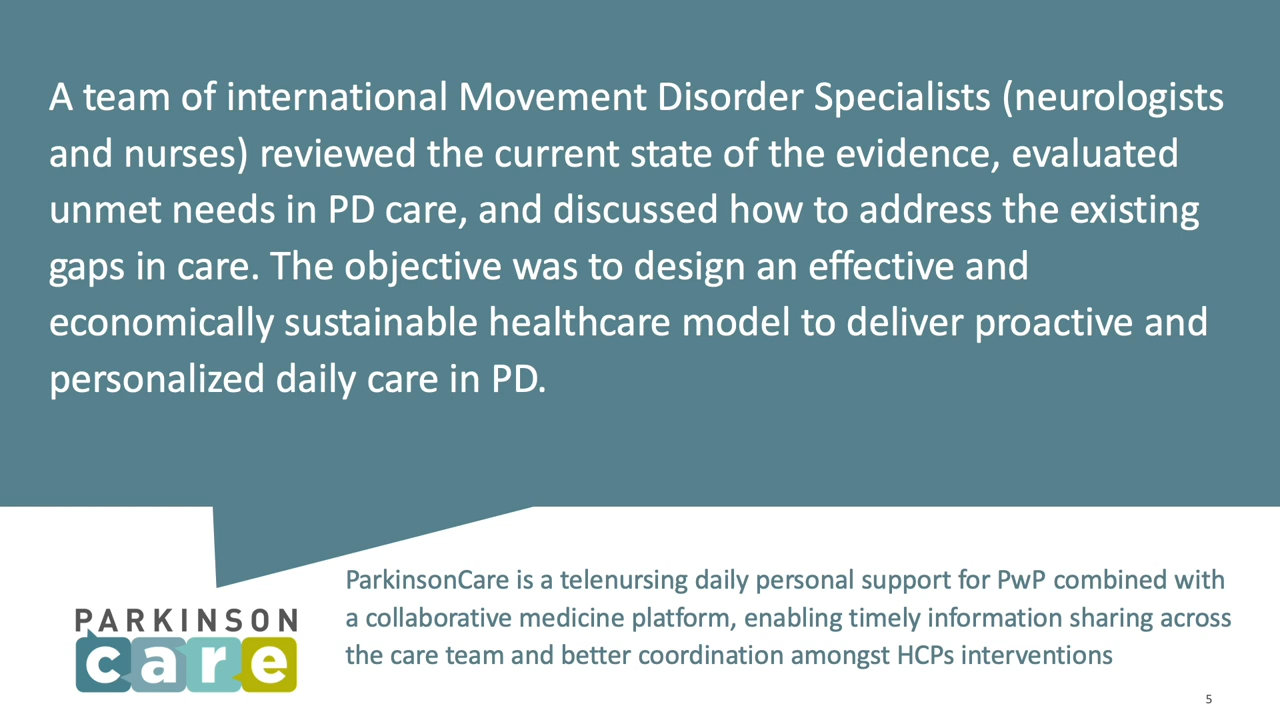 A team of international Movement Disorder Specialists (neurologists
and nurses) reviewed the current state of the evidence, evaluated
unmet needs in PD care, and discussed how to address the existing
gaps in care. The objective was to design an effective and
economically sustainable healthcare model to deliver proactive and
personalized daily care in PD.
ParkinsonCare is a telenursing daily personal support for PwP combined with
a collaborative medicine platform, enabling timely information sharing across
the care team and better coordination amongst HCPs interventions
PARKINSON
care
5